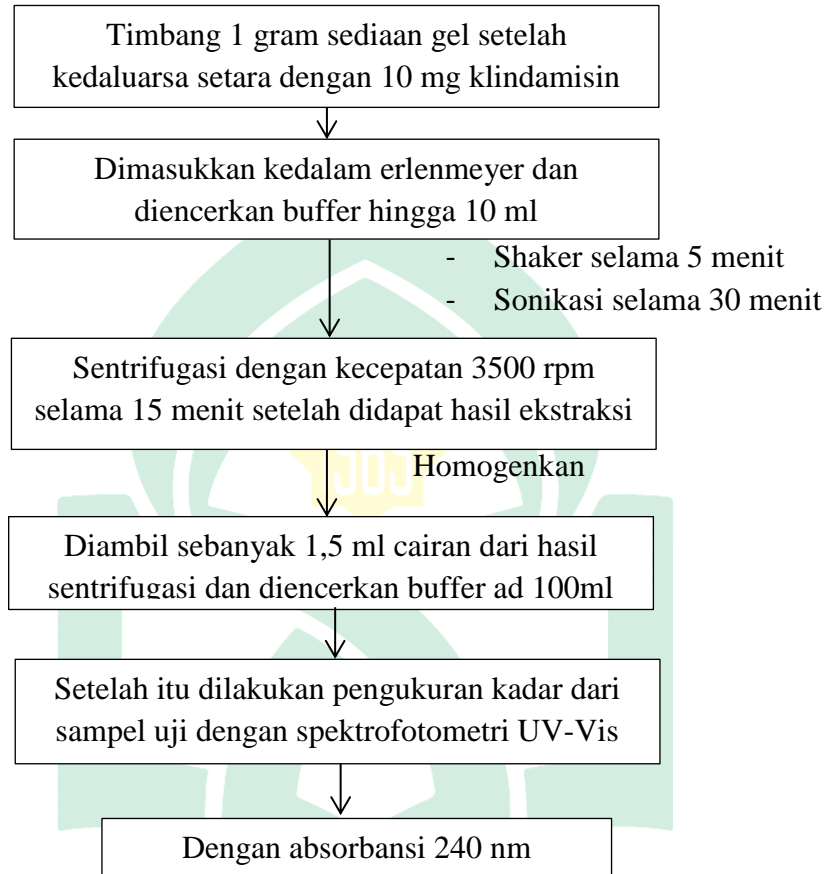 Timbang 1 gram sediaan gel setelah
kedaluarsa setara dengan 10 mg klindamisin
Dimasukkan kedalam erlenmeyer dan
diencerkan buffer hingga 10 ml
- Shaker selama 5 menit
- Sonikasi selama 30 menit
Sentrifugasi dengan kecepatan 3500 rpm
selama 15 menit setelah didapat hasil ekstraksi
Homogenkan
Diambil sebanyak 1,5 ml cairan dari hasil
sentrifugasi dan diencerkan buffer ad 100ml
Setelah itu dilakukan pengukuran kadar dari
sampel uji dengan spektrofotometri UV-Vis
Dengan absorbansi 240 nm